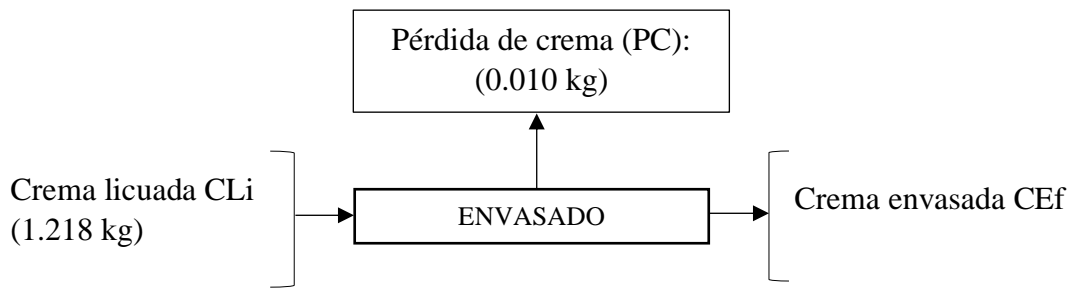 Pérdida de crema (PC):
(0.010 kg)
Crema licuada CLi
(1.218 kg)
ENVASADO
Crema envasada CEf